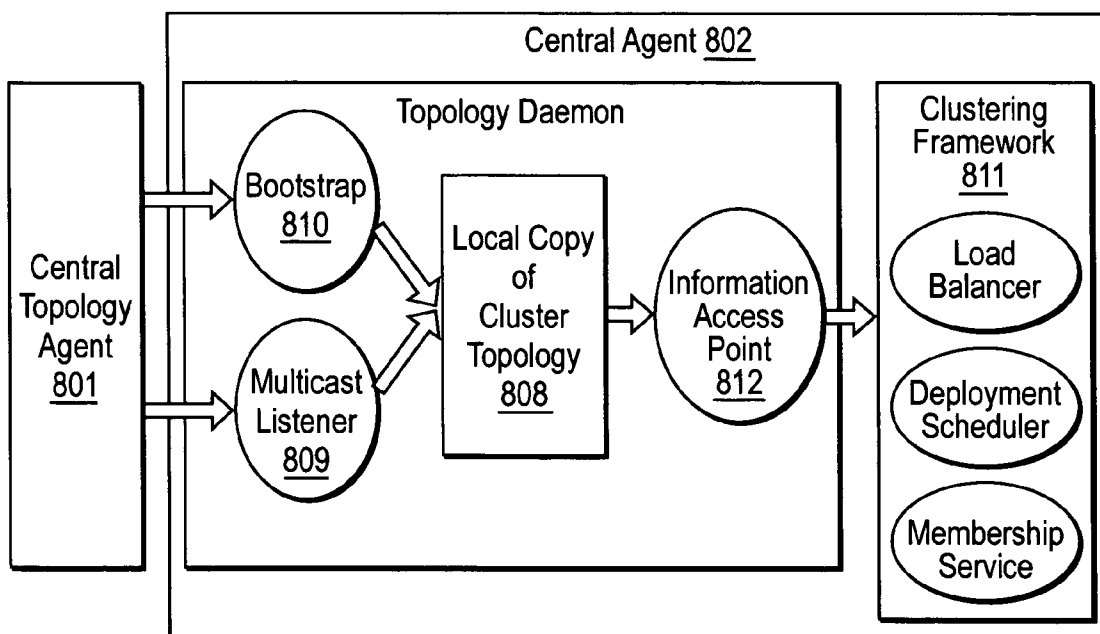 Central Agent 802
Central
Topology
Agent
801
Topology Daemon
Bootstrap
810
Multicast
Listener
809
Local Copy
of
Cluster
Topology
808
Information
Access
Point
812
Clustering
Framework
811
Load
Balancer
Deployment
Scheduler
Membership
Service